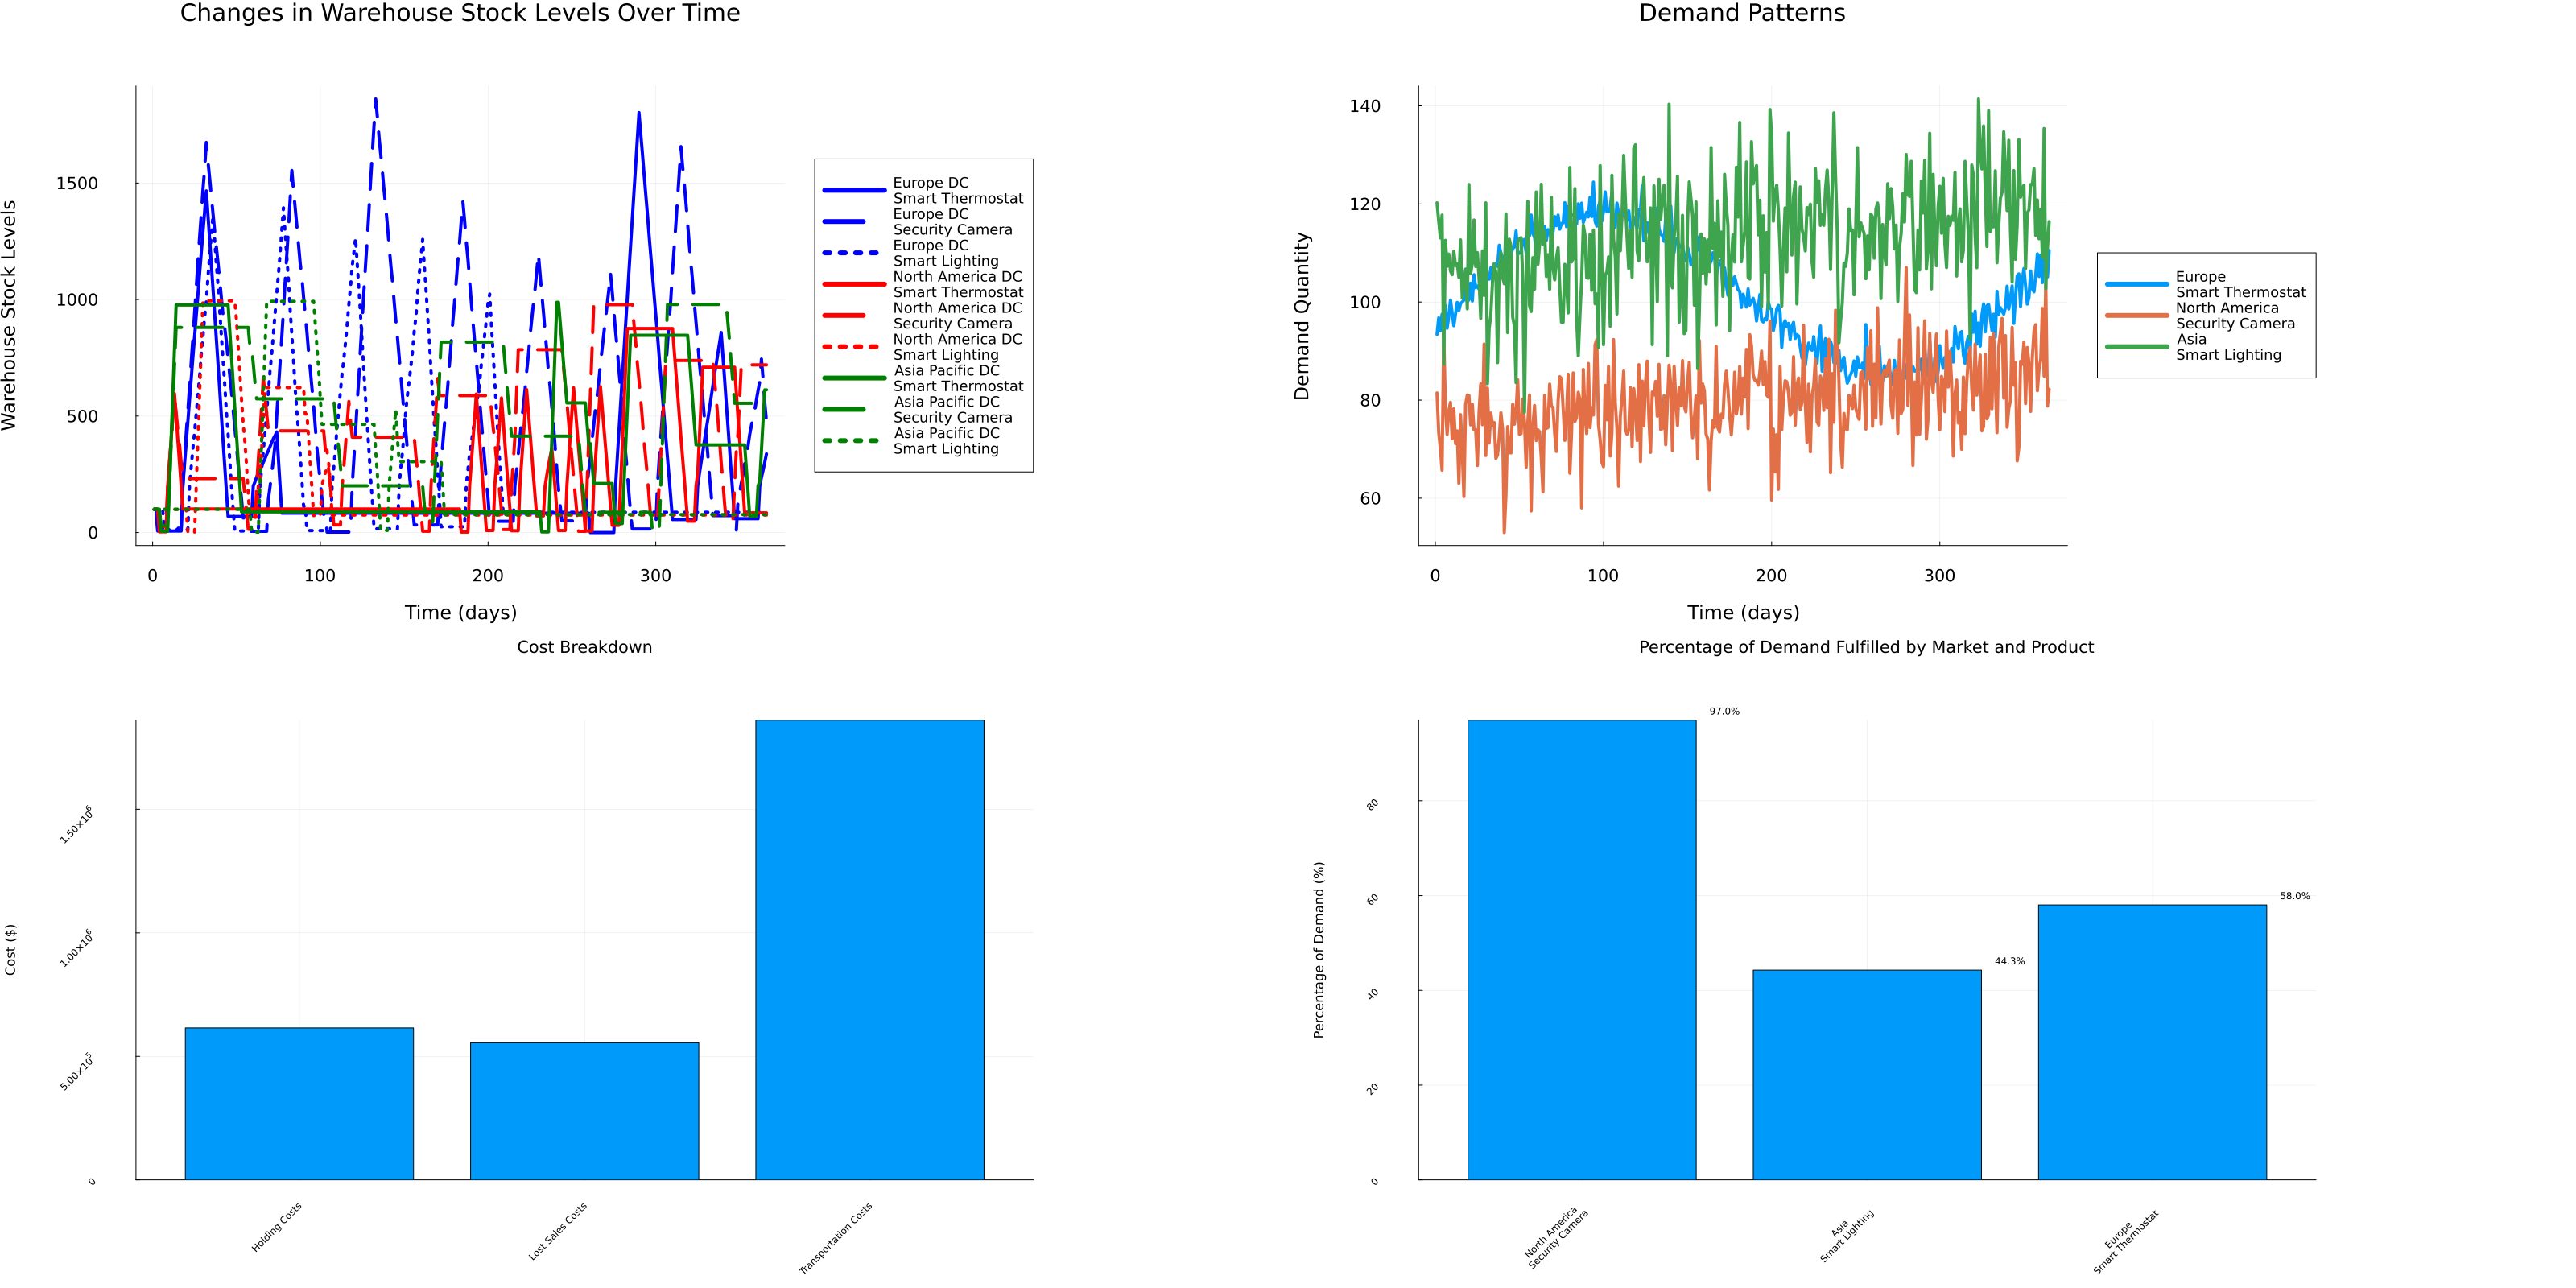 Changes in Warehouse Stock Levels Over Time
Warehouse Stock Levels
1500
1000
500
0
0 100 200 300
Time (days)
Europe DC
Smart Thermostat
Europe DC
Security Camera
Europe DC
Smart Lighting
North America DC
Smart Thermostat
North America DC
Security Camera
North America DC
Smart Lighting
Asia Pacific DC
Smart Thermostat
Asia Pacific DC
Security Camera
Asia Pacific DC
Smart Lighting
Demand Patterns
Demand Quantity
140
120
100
80
60
0 100 200 300
Time (days)
Europe
Smart Thermostat
North America
Security Camera
Asia
Smart Lighting
Cost Breakdown
Cost ($)
1.50×10⁶
1.00×10⁶
5.00×10⁵
0
Holding Costs
Lost Sales Costs
Transportation Costs
Percentage of Demand Fulfilled by Market and Product
Percentage of Demand (%)
80
60
40
20
0
97.0%
44.3%
58.0%
North America
Security Camera
Asia
Smart Lighting
Europe
Smart Thermostat